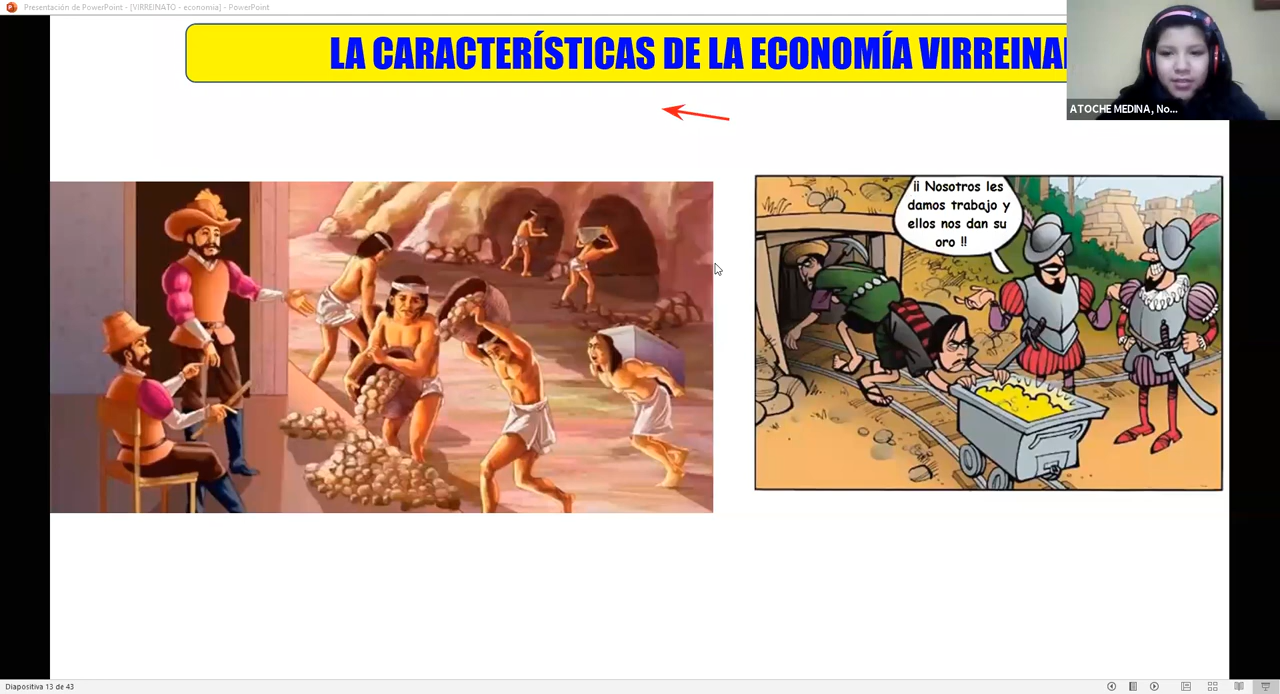 Presentación de PowerPoint - [VIRREINATO - economía] - PowerPoint
LA CARACTERÍSTICAS DE LA ECONOMÍA VIRREINA
ATOCHE MEDINA, No...
¡¡ Nosotros les
damos trabajo y
ellos nos dan su
oro !!
Diapositiva 13 de 43